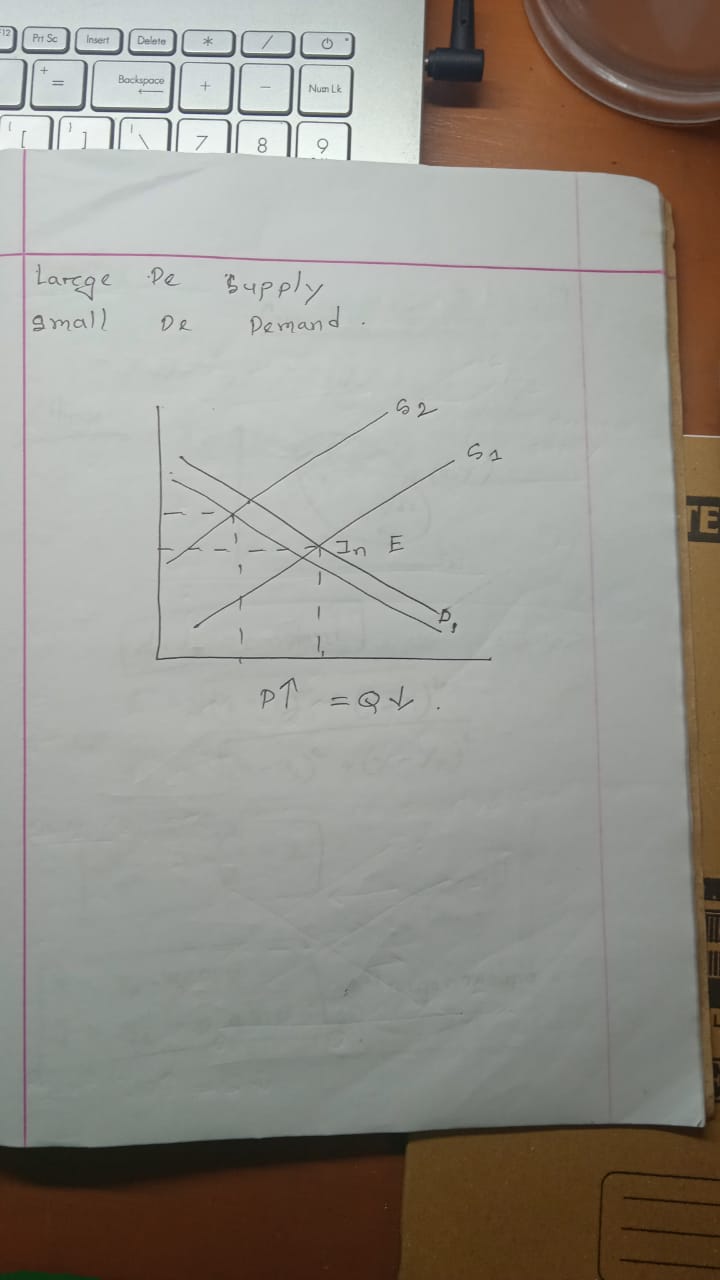 F12 Prt Sc Insert Delete * /
+ = Backspace + - Num Lk
{ [ } ] | \ 7 8 9
Larege De Supply
Small De Demand.
S2
S1
In E
D1
P↑ = Q↓.
TE
L